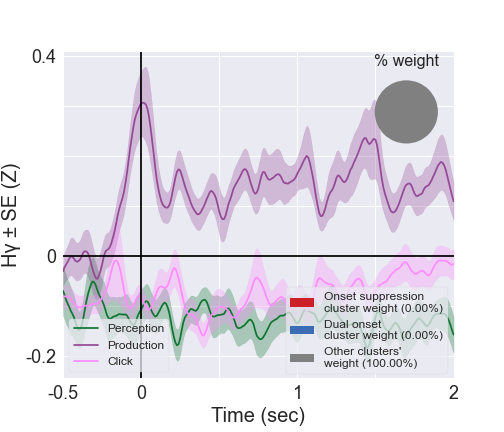 % weight
0.4
0
-0.2
Hγ ± SE (Z)
Perception
Production
Click
Onset suppression
cluster weight (0.00%)
Dual onset
cluster weight (0.00%)
Other clusters'
weight (100.00%)
-0.5 0 1 2
Time (sec)